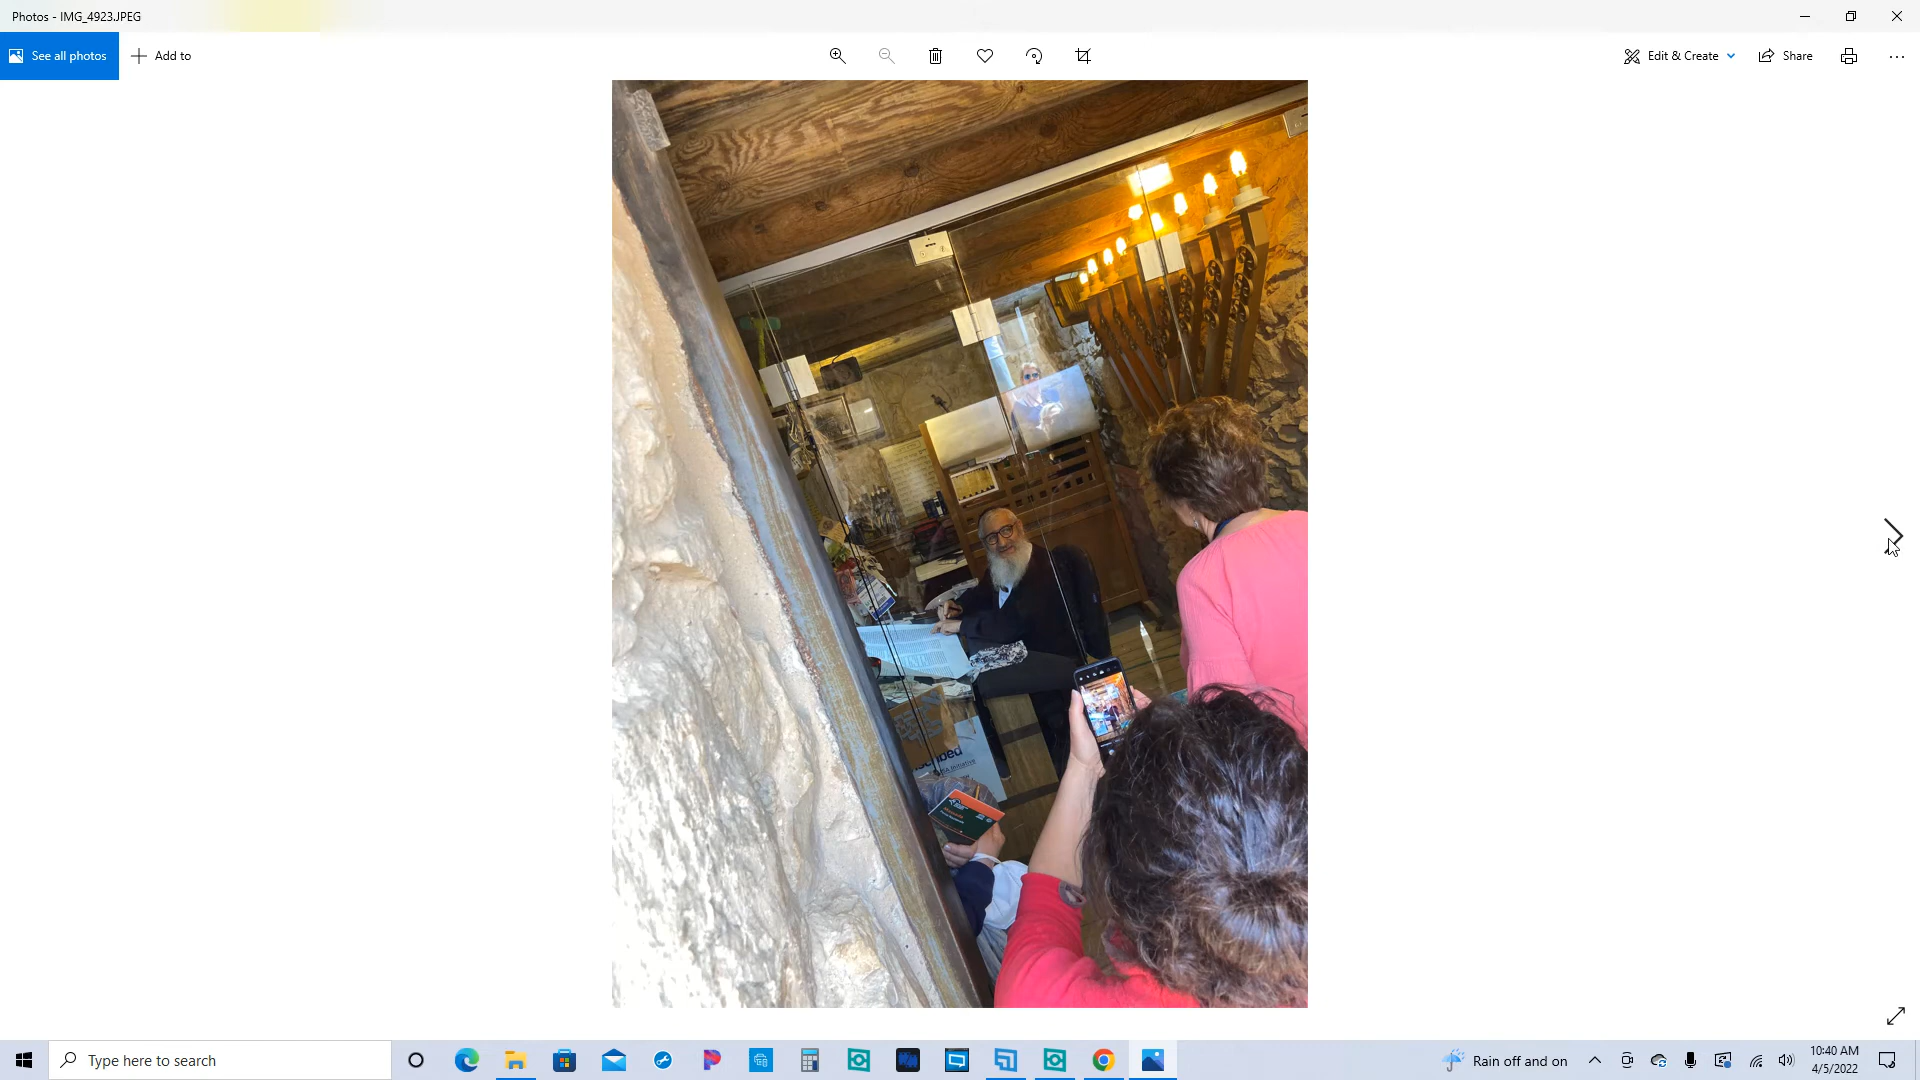 Photos - IMG_4923.JPEG
See all photos
Add to
Edit & Create
Share
Initiative
Type here to search
Rain off and on
10:40 AM
4/5/2022